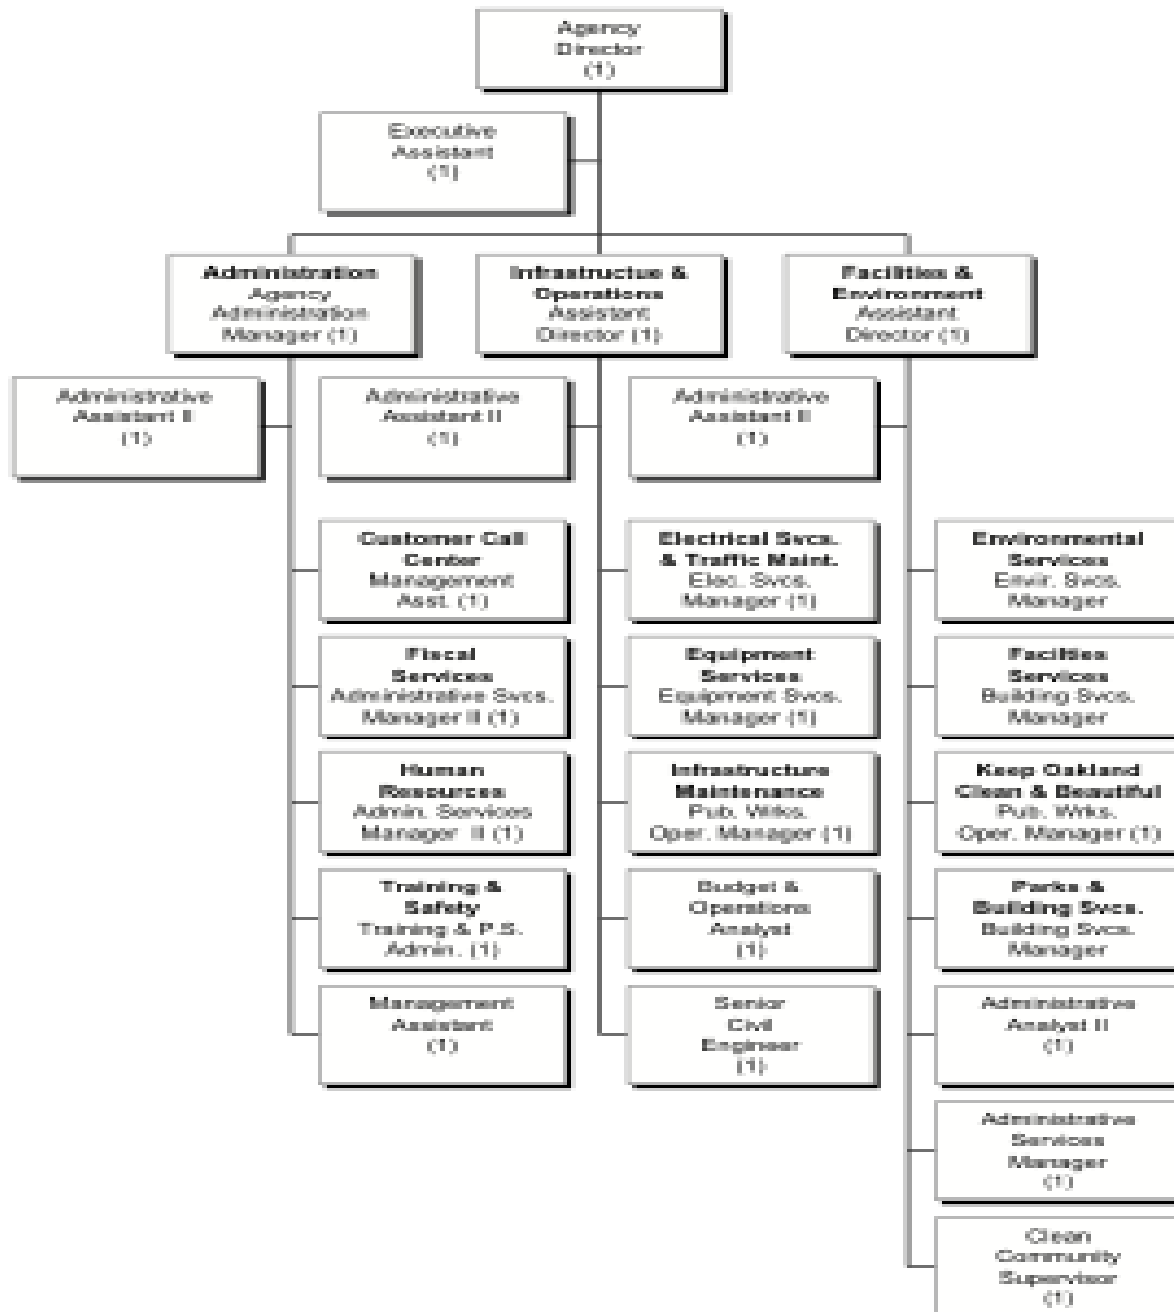 Agency
Director
(1)
Executive
Assistant
(1)
Administration
Agency
Administration
Manager (1)
Infrastructue &
Operations
Assistant
Director (1)
Facilities &
Environment
Assistant
Director (1)
Administrative
Assistant II
(1)
Administrative
Assistant II
(1)
Administrative
Assistant II
(1)
Customer Call
Center
Management
Asst. (1)
Electrical Svcs.
& Traffic Maint.
Elec. Svcs.
Manager (1)
Environmental
Services
Envir. Svcs.
Manager
Fiscal
Services
Administrative Svcs.
Manager II (1)
Equipment
Services
Equipment Svcs.
Manager (1)
Facilties
Services
Building Svcs.
Manager
Human
Resources
Admin. Services
Manager II (1)
Infrastructure
Maintenance
Pub. Wrks.
Oper. Manager (1)
Keep Oakland
Clean & Beautiful
Pub. Wrks.
Oper. Manager (1)
Training &
Safety
Training & P.S.
Admin. (1)
Budget &
Operations
Analyst
(1)
Parks &
Building Svcs.
Building Svcs.
Manager
Management
Assistant
(1)
Senior
Civil
Engineer
(1)
Administrative
Analyst II
(1)
Administrative
Services
Manager
(1)
Clean
Community
Supervisor
(1)